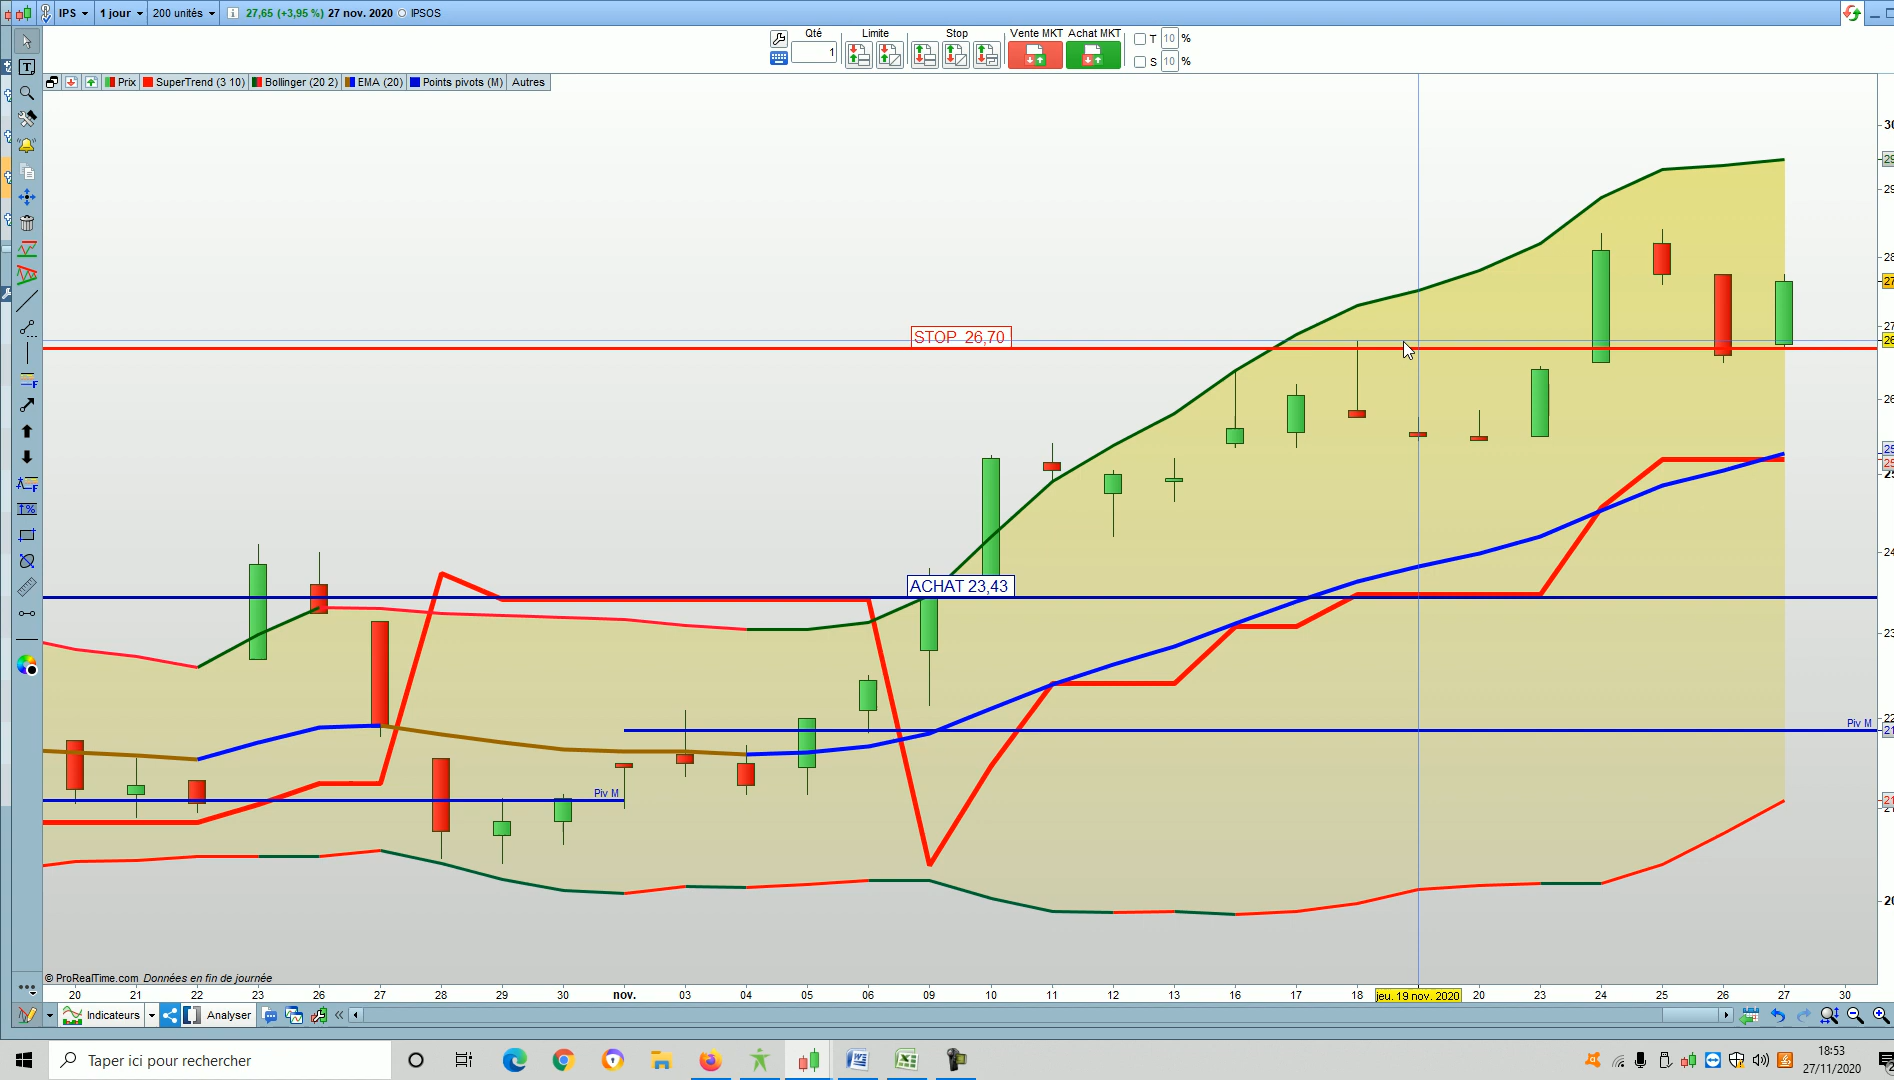 IPS 1 jour 200 unités 27,65 (+3,95 %) 27 nov. 2020 IPSOS
Qté Limite Stop Vente MKT Achat MKT T 10 %
1
S 10 %
Prix SuperTrend (3 10) Bollinger (20 2) EMA (20) Points pivots (M) Autres
STOP 26,70
ACHAT 23,43
Piv M
Piv M
29
28
27
26
24
23
20
© ProRealTime.com Données en fin de journée
20 21 22 23 26 27 28 29 30 nov. 03 04 05 06 09 10 11 12 13 16 17 18 jeu. 19 nov. 2020 20 23 24 25 26 27 30
Indicateurs Analyser
Taper ici pour rechercher
18:53
27/11/2020